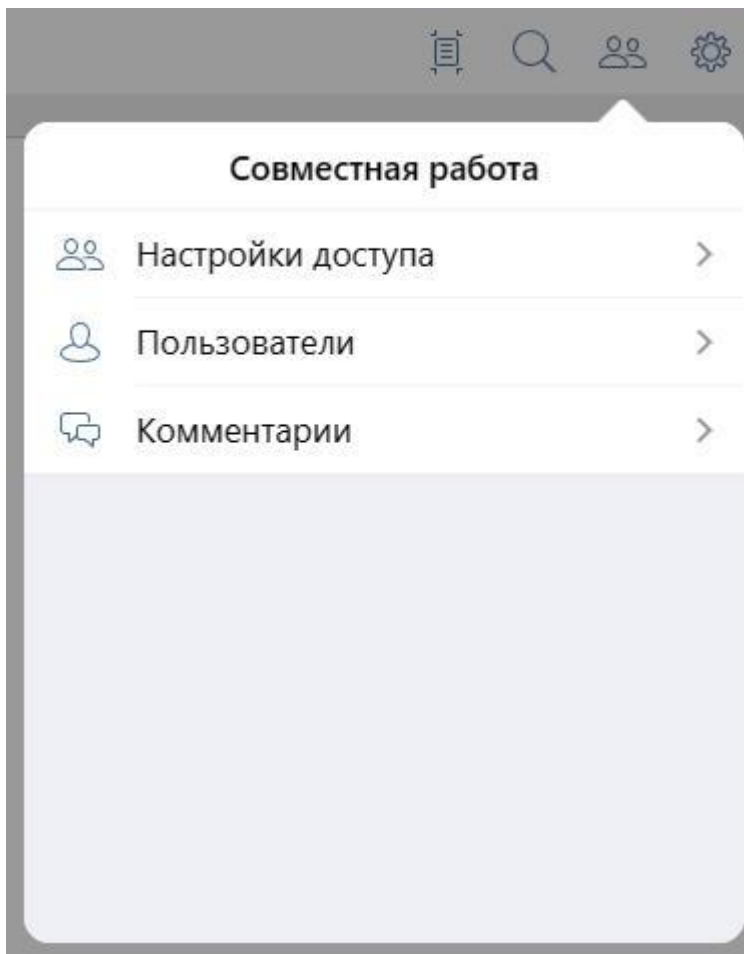 Совместная работа
Настройки доступа
Пользователи
Комментарии